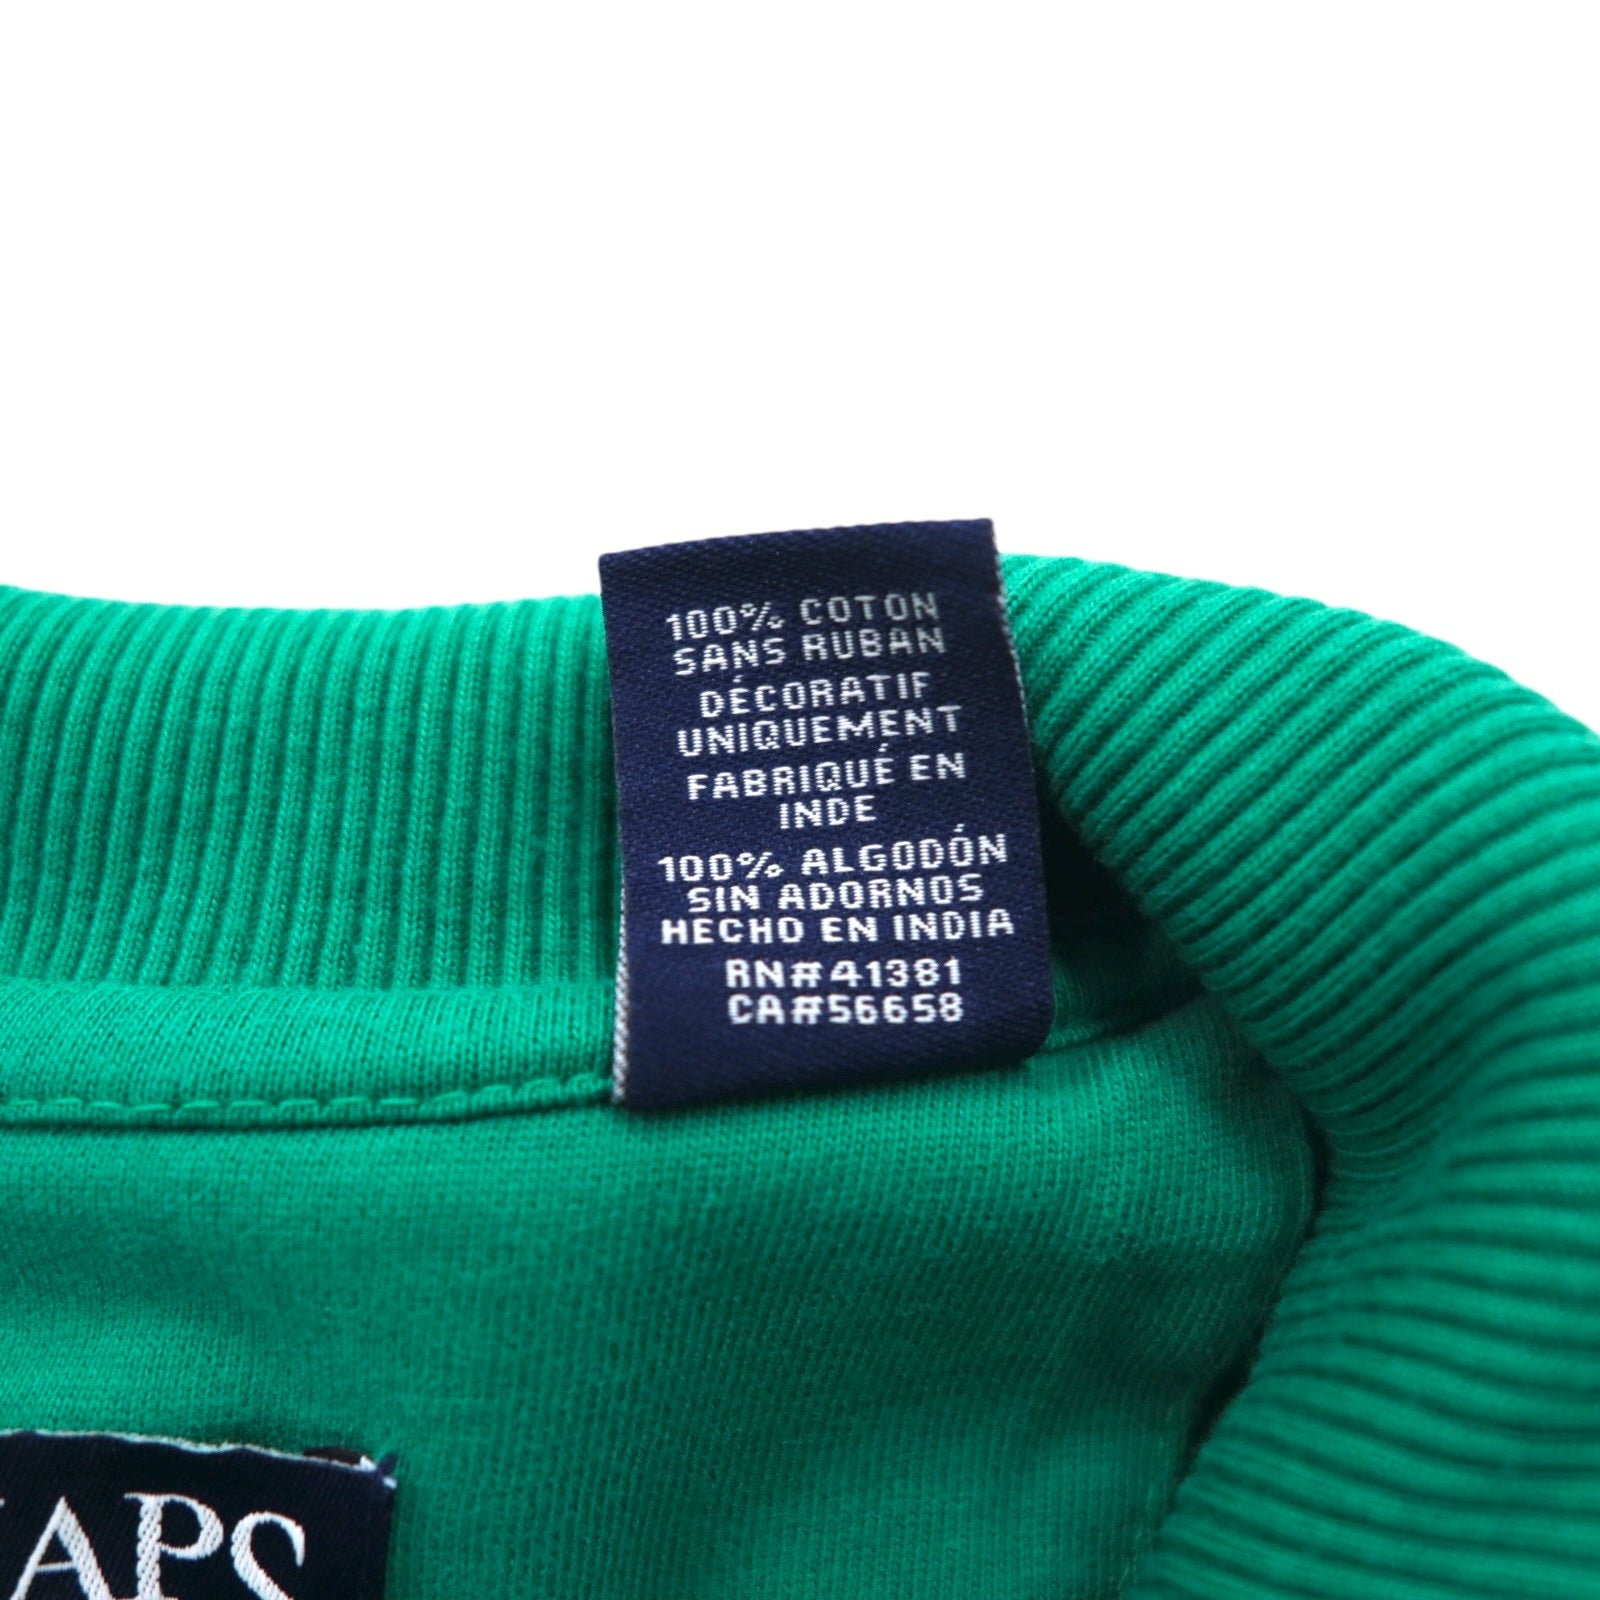 100% COTON
SANS RUBAN
DÉCORATIF
UNIQUEMENT
FABRIQUÉ EN
INDE
100% ALGODÓN
SIN ADORNOS
HECHO EN INDIA
RN#41381
CA#56658
APS